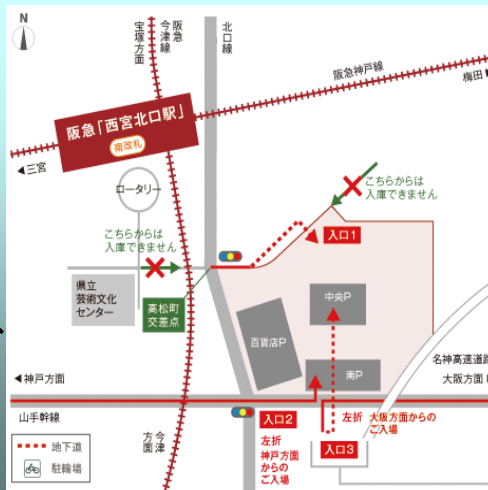 N
阪急
今津線
宝塚方面
北口線
阪急神戸線
梅田
阪急「西宮北口駅」
南改札
三宮
ロータリー
こちらからは
入庫できません
こちらからは
入庫できません
入口1
県立
芸術文化
センター
高松町
交差点
中央P
百貨店P
南P
名神高速道路
大阪方面
神戸方面
山手幹線
今津
方面
入口2
左折
神戸方面
からの
ご入場
左折 大阪方面からの
ご入場
入口3
地下道
駐輪場